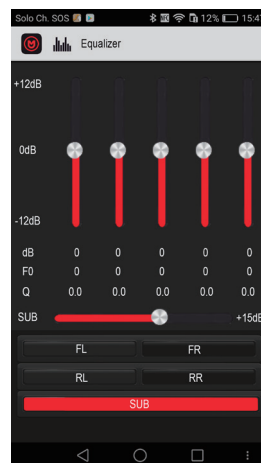 Solo Ch. SOS 12% 15:4
Equalizer
+12dB
0dB
-12dB
dB 0 0 0 0 0
F0 0 0 0 0 0
Q 0.0 0.0 0.0 0.0 0.0
SUB +15dB
FL FR
RL RR
SUB